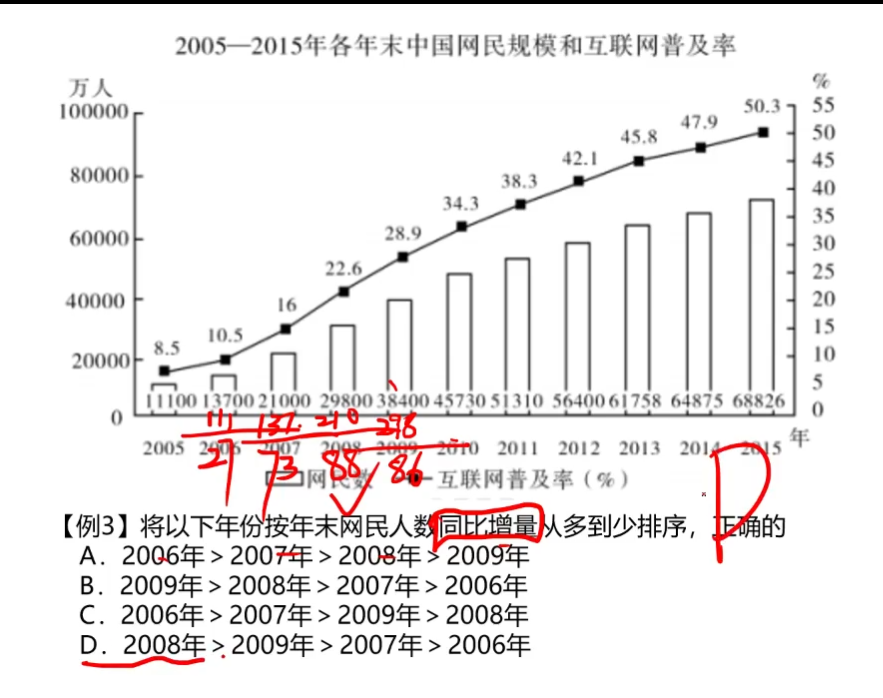 2005—2015年各年末中国网民规模和互联网普及率
万人 %
100000
80000
60000
40000
20000
0
55
50
45
40
35
30
25
20
15
10
5
0
8.5 10.5 16 22.6 28.9 34.3 38.3 42.1 45.8 47.9 50.3
11100 13700 21000 29800 38400 45730 51310 56400 61758 64875 68826
111 137 210 298
2005 2006 2007 2008 2009 2010 2011 2012 2013 2014 2015 年
73 88 86
网民数 互联网普及率（%）
【例3】将以下年份按年末网民人数同比增量从多到少排序，正确的
A．2006年＞2007年＞2008年＞2009年
B．2009年＞2008年＞2007年＞2006年
C．2006年＞2007年＞2009年＞2008年
D．2008年＞2009年＞2007年＞2006年
D